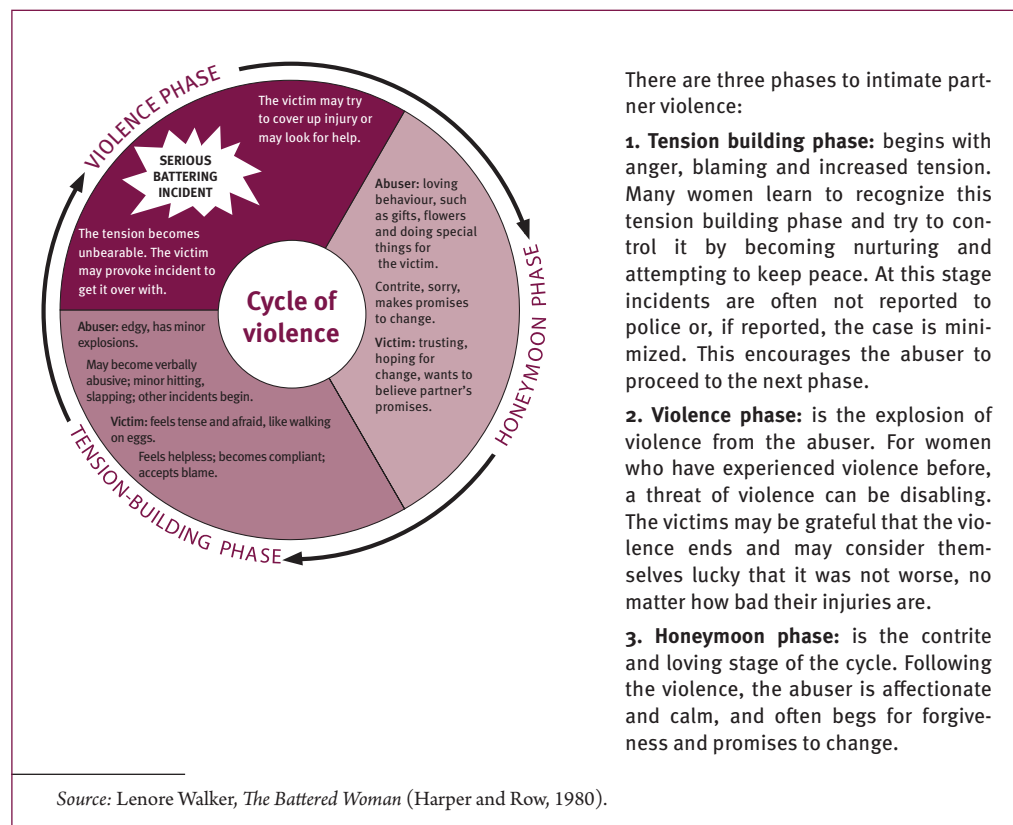 VIOLENCE PHASE
The victim may try
to cover up injury or
may look for help.
SERIOUS
BATTERING
INCIDENT
The tension becomes
unbearable. The victim
may provoke incident to
get it over with.
HONEYMOON PHASE
Abuser: loving
behaviour, such
as gifts, flowers
and doing special
things for
the victim.
Contrite, sorry,
makes promises
to change.
Victim: trusting,
hoping for
change, wants to
believe partner’s
promises.
Cycle of
violence
Abuser: edgy, has minor
explosions.
May become verbally
abusive; minor hitting,
slapping; other incidents begin.
Victim: feels tense and afraid, like walking
on eggs.
Feels helpless; becomes compliant;
accepts blame.
TENSION-BUILDING PHASE
There are three phases to intimate part-
ner violence:
1. Tension building phase: begins with
anger, blaming and increased tension.
Many women learn to recognize this
tension building phase and try to con-
trol it by becoming nurturing and
attempting to keep peace. At this stage
incidents are often not reported to
police or, if reported, the case is mini-
mized. This encourages the abuser to
proceed to the next phase.
2. Violence phase: is the explosion of
violence from the abuser. For women
who have experienced violence before,
a threat of violence can be disabling.
The victims may be grateful that the vio-
lence ends and may consider them-
selves lucky that it was not worse, no
matter how bad their injuries are.
3. Honeymoon phase: is the contrite
and loving stage of the cycle. Following
the violence, the abuser is affectionate
and calm, and often begs for forgive-
ness and promises to change.
Source: Lenore Walker, The Battered Woman (Harper and Row, 1980).